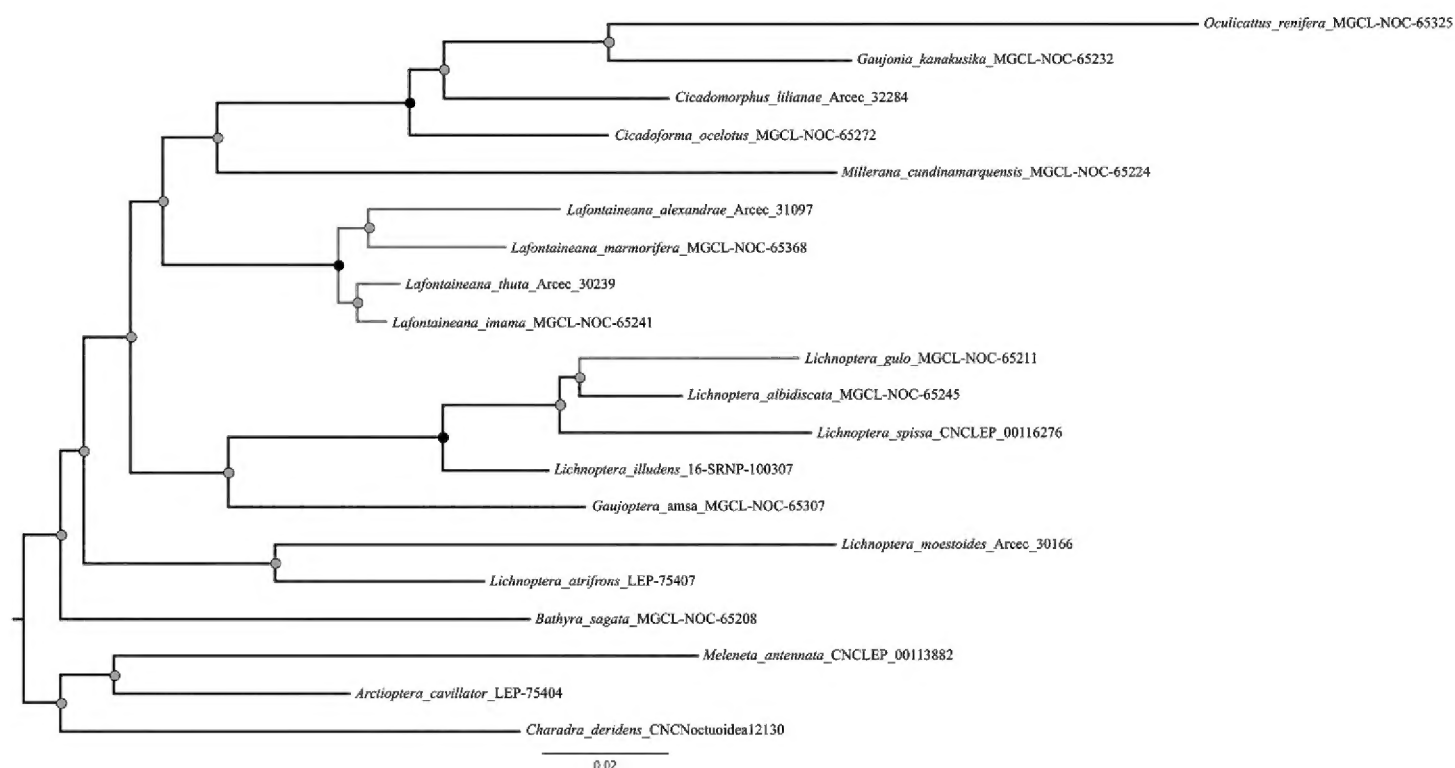 Oculicattus_renifera_MGCL-NOC-65325
Gaujonia_kanakusika_MGCL-NOC-65232
Cicadomorphus_lilianae_Arcec_32284
Cicadoforma_ocelotus_MGCL-NOC-65272
Millerana_cundinamarquensis_MGCL-NOC-65224
Lafontaineana_alexandrae_Arcec_31097
Lafontaineana_marmorifera_MGCL-NOC-65368
Lafontaineana_thuta_Arcec_30239
Lafontaineana_imama_MGCL-NOC-65241
Lichnoptera_gulo_MGCL-NOC-65211
Lichnoptera_albidiscata_MGCL-NOC-65245
Lichnoptera_spissa_CNCLEP_00116276
Lichnoptera_illudens_16-SRNP-100307
Gaujoptera_amsa_MGCL-NOC-65307
Lichnoptera_moestoides_Arcec_30166
Lichnoptera_atrifrons_LEP-75407
Bathyra_sagata_MGCL-NOC-65208
Meleneta_antennata_CNCLEP_00113882
Arctioptera_cavillator_LEP-75404
Charadra_deridens_CNCNoctuoidea12130
0.02